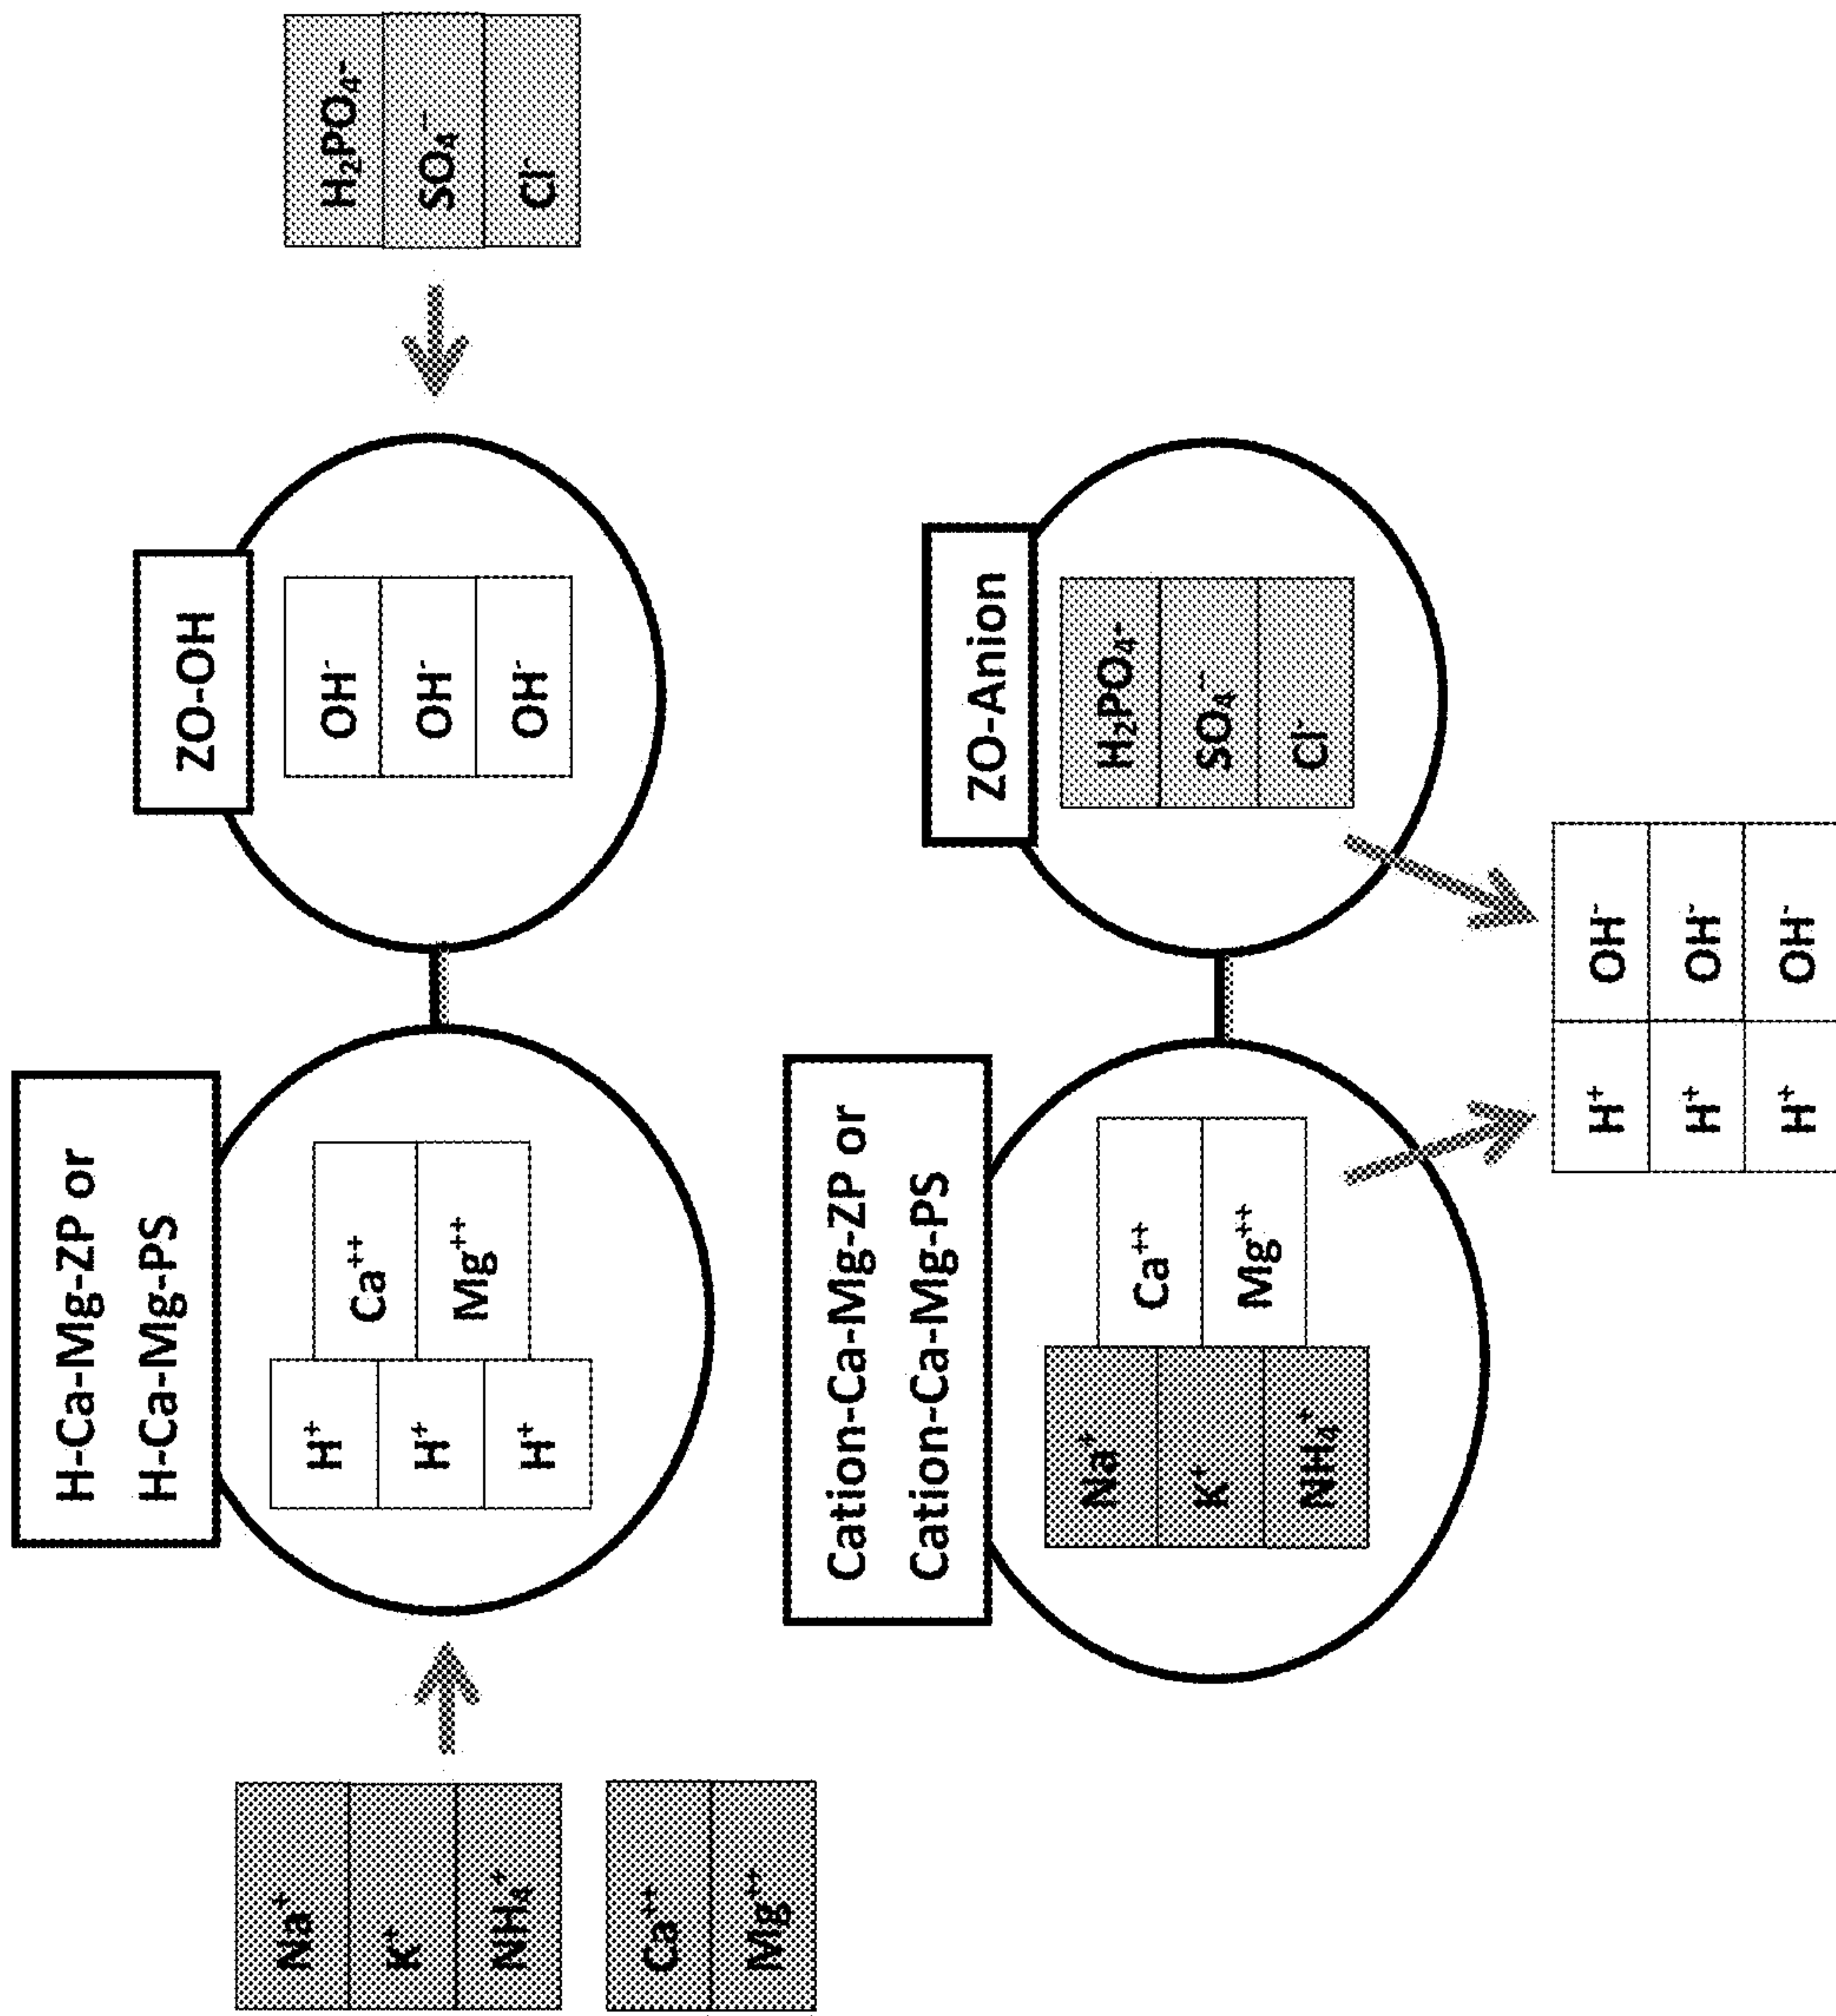 H-Ca-Mg-ZP or
H-Ca-Mg-PS
ZO-OH
Na⁺
K⁺
NH₄⁺
Ca⁺⁺
Mg⁺⁺
H⁺
H⁺
H⁺
Ca⁺⁺
Mg⁺⁺
OH⁻
OH⁻
OH⁻
H₂PO₄⁻
SO₄⁻⁻
Cl⁻
Cation-Ca-Mg-ZP or
Cation-Ca-Mg-PS
ZO-Anion
Na⁺
K⁺
NH₄⁺
Ca⁺⁺
Mg⁺⁺
H₂PO₄⁻
SO₄⁻⁻
Cl⁻
H⁺ OH⁻
H⁺ OH⁻
H⁺ OH⁻